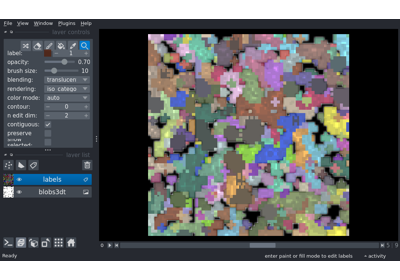 File View Window Plugins Help
layer controls
label: 1
opacity: 0.70
brush size: 10
blending: translucen
rendering: iso_catego
color mode: auto
contour: 0
n edit dim: 2
contiguous:
preserve
selected:
layer list
labels
blobs3dt
Ready
enter paint or fill mode to edit labels
activity